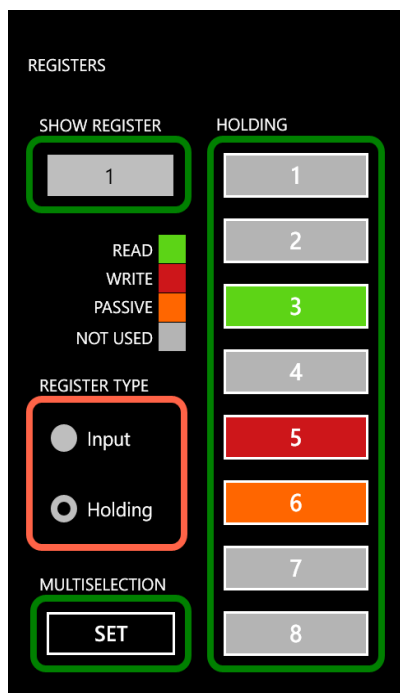 REGISTERS
SHOW REGISTER
1
READ
WRITE
PASSIVE
NOT USED
REGISTER TYPE
Input
Holding
MULTISELECTION
SET
HOLDING
1
2
3
4
5
6
7
8